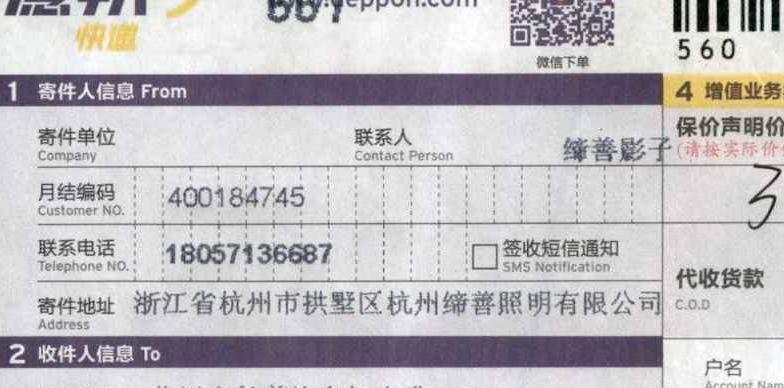 快递
www.deppon.com
微信下单
560
1 寄件人信息 From
4 增值业务
寄件单位
Company
联系人
Contact Person
缔善影子
保价声明价
(请按实际价
月结编码
Customer NO.
400184745
3
联系电话
Telephone NO.
18057136687
签收短信通知
SMS Notification
代收货款
C.O.D
寄件地址
Address
浙江省杭州市拱墅区杭州缔善照明有限公司
2 收件人信息 To
户名
Account Nam